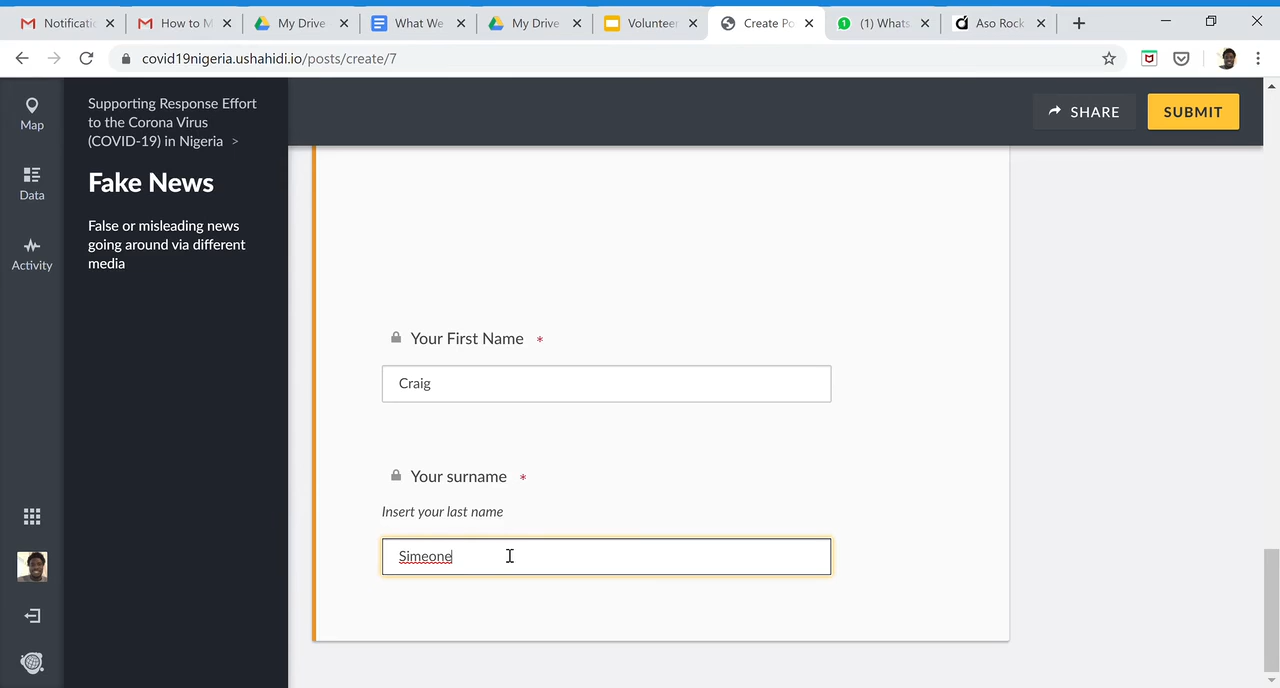 Notificati
How to M
My Drive
What We
My Drive
Volunteer
Create Po
(1) Whats
Aso Rock
covid19nigeria.ushahidi.io/posts/create/7
Map
Data
Activity
Supporting Response Effort
to the Corona Virus
(COVID-19) in Nigeria >
Fake News
False or misleading news
going around via different
media
SHARE
SUBMIT
Your First Name *
Craig
Your surname *
Insert your last name
Simeone